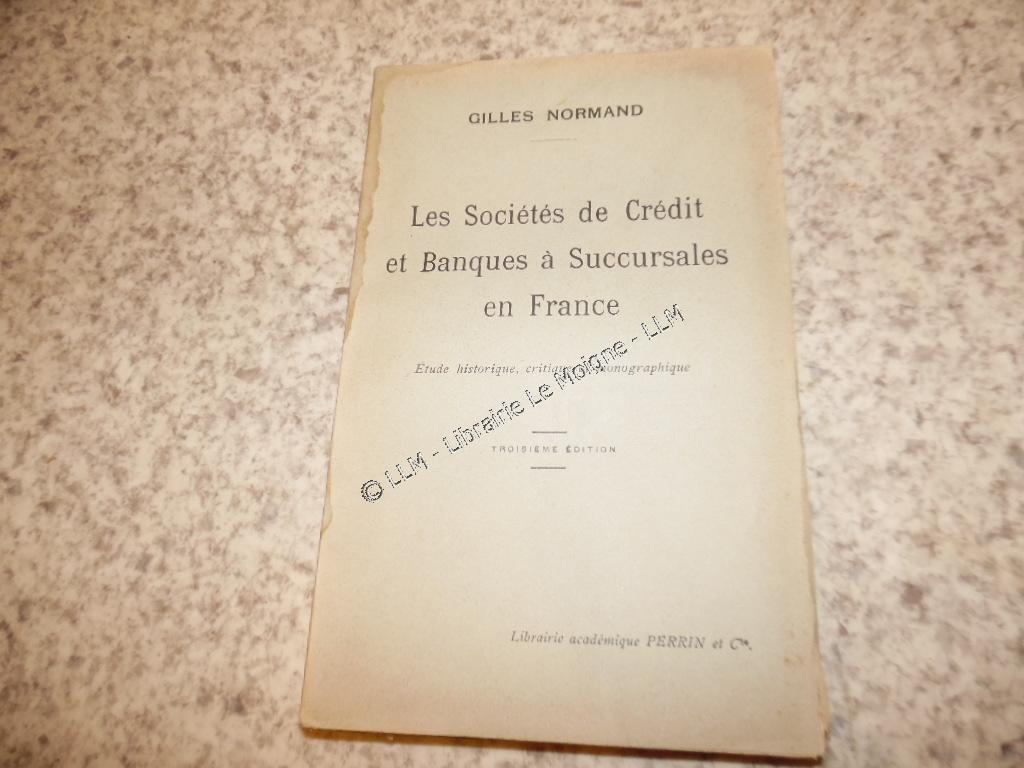 GILLES NORMAND
Les Sociétés de Crédit
et Banques à Succursales
en France
Étude historique, critique monographique
TROISIÈME ÉDITION
© LLM - Librairie Le Moigne - LLM
Librairie académique PERRIN et Cie.